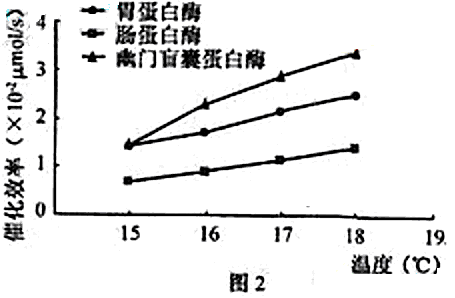 胃蛋白酶
肠蛋白酶
幽门盲囊蛋白酶
催化效率（×10⁻²μmol/s）
4
3
2
1
0
15 16 17 18 19
温度（℃）
图2